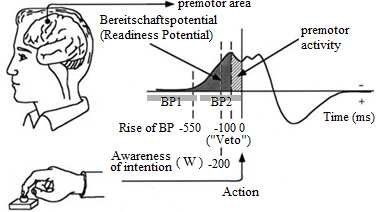 premotor area
Bereitschaftspotential
(Readiness Potential)
premotor
activity
BP1
BP2
-
+
Time (ms)
Rise of BP -550
-100 0
("Veto")
Awareness
of intention (W)
-200
Action